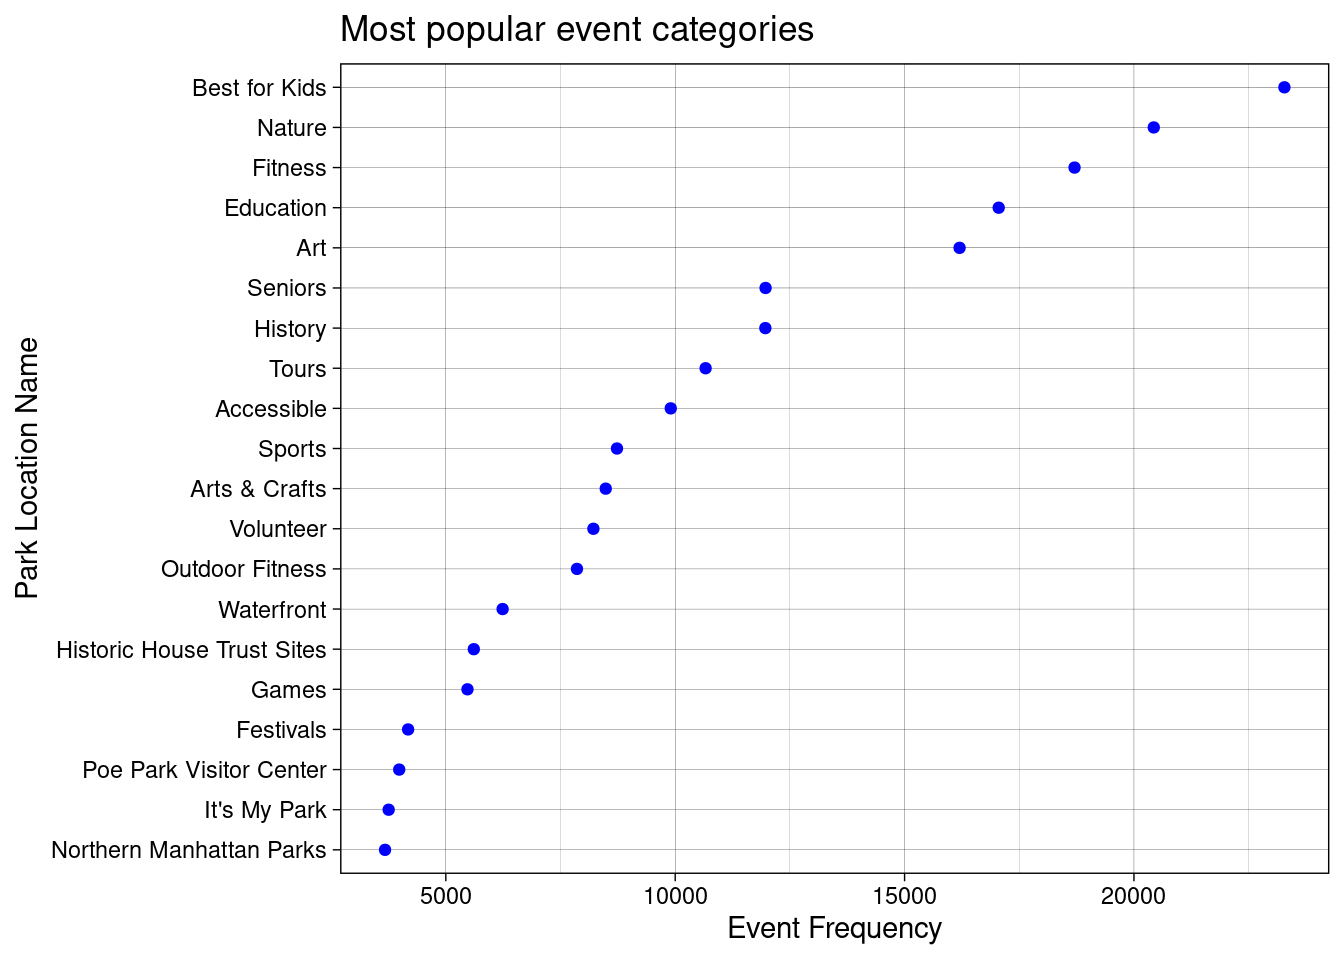 Most popular event categories
Park Location Name
Best for Kids
Nature
Fitness
Education
Art
Seniors
History
Tours
Accessible
Sports
Arts & Crafts
Volunteer
Outdoor Fitness
Waterfront
Historic House Trust Sites
Games
Festivals
Poe Park Visitor Center
It's My Park
Northern Manhattan Parks
5000 10000 15000 20000
Event Frequency